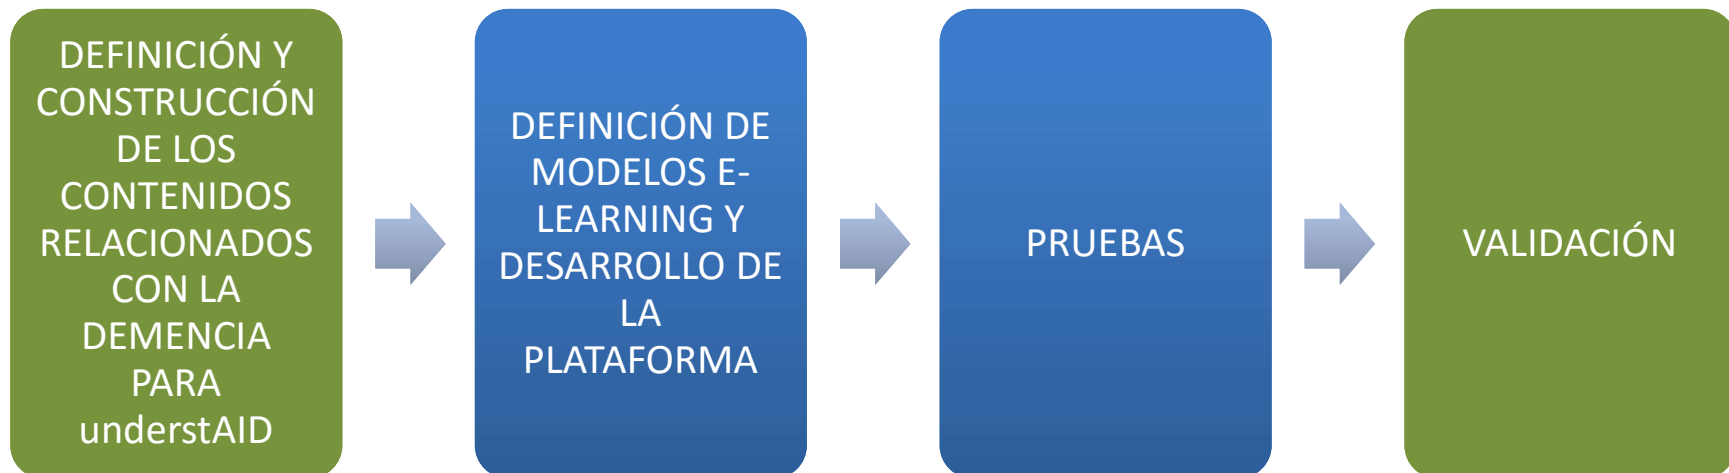 DEFINICIÓN Y
CONSTRUCCIÓN
DE LOS
CONTENIDOS
RELACIONADOS
CON LA
DEMENCIA
PARA
understAID
DEFINICIÓN DE
MODELOS E-
LEARNING Y
DESARROLLO DE
LA
PLATAFORMA
PRUEBAS
VALIDACIÓN